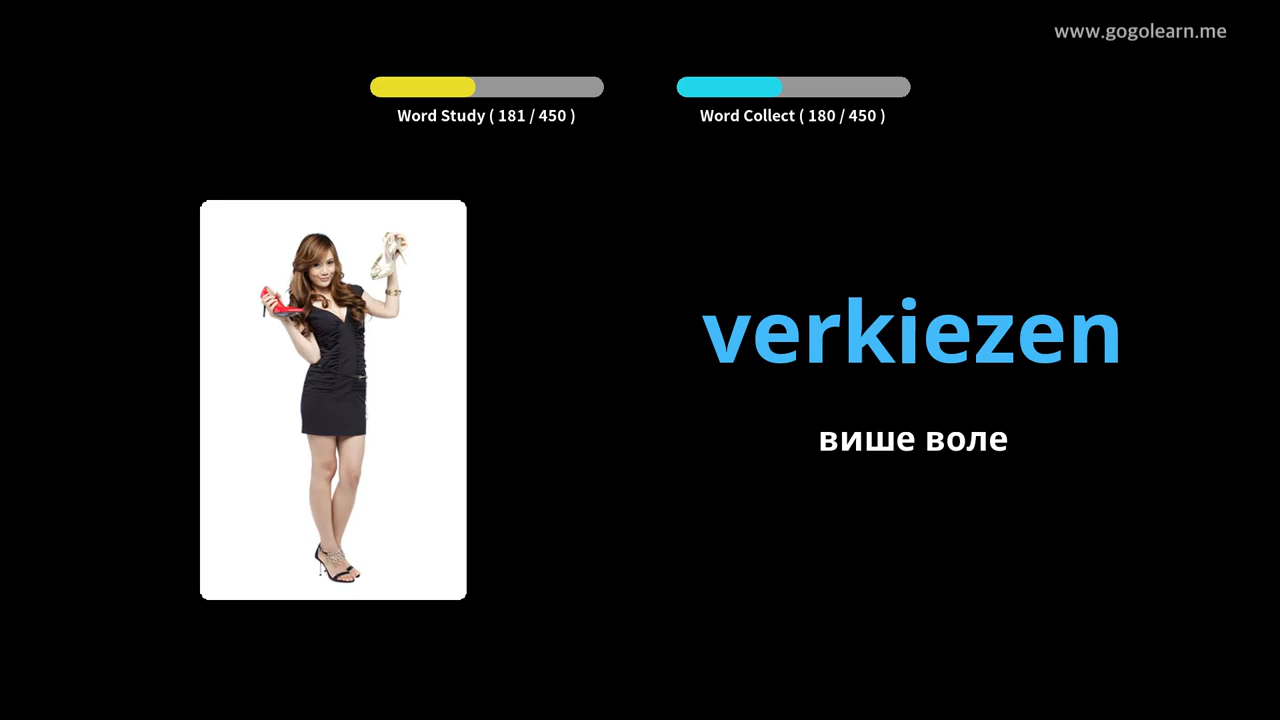 www.gogolearn.me
Word Study ( 181 / 450 )
Word Collect ( 180 / 450 )
verkiezen
више воле